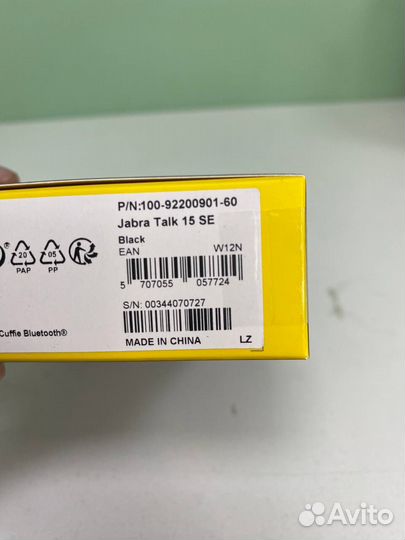 P/N:100-92200901-60
Jabra Talk 15 SE
Black
EAN W12N
5 707055 057724
S/N: 00344070727
MADE IN CHINA LZ
20 05
PAP PP
Cuffie Bluetooth®
Avito